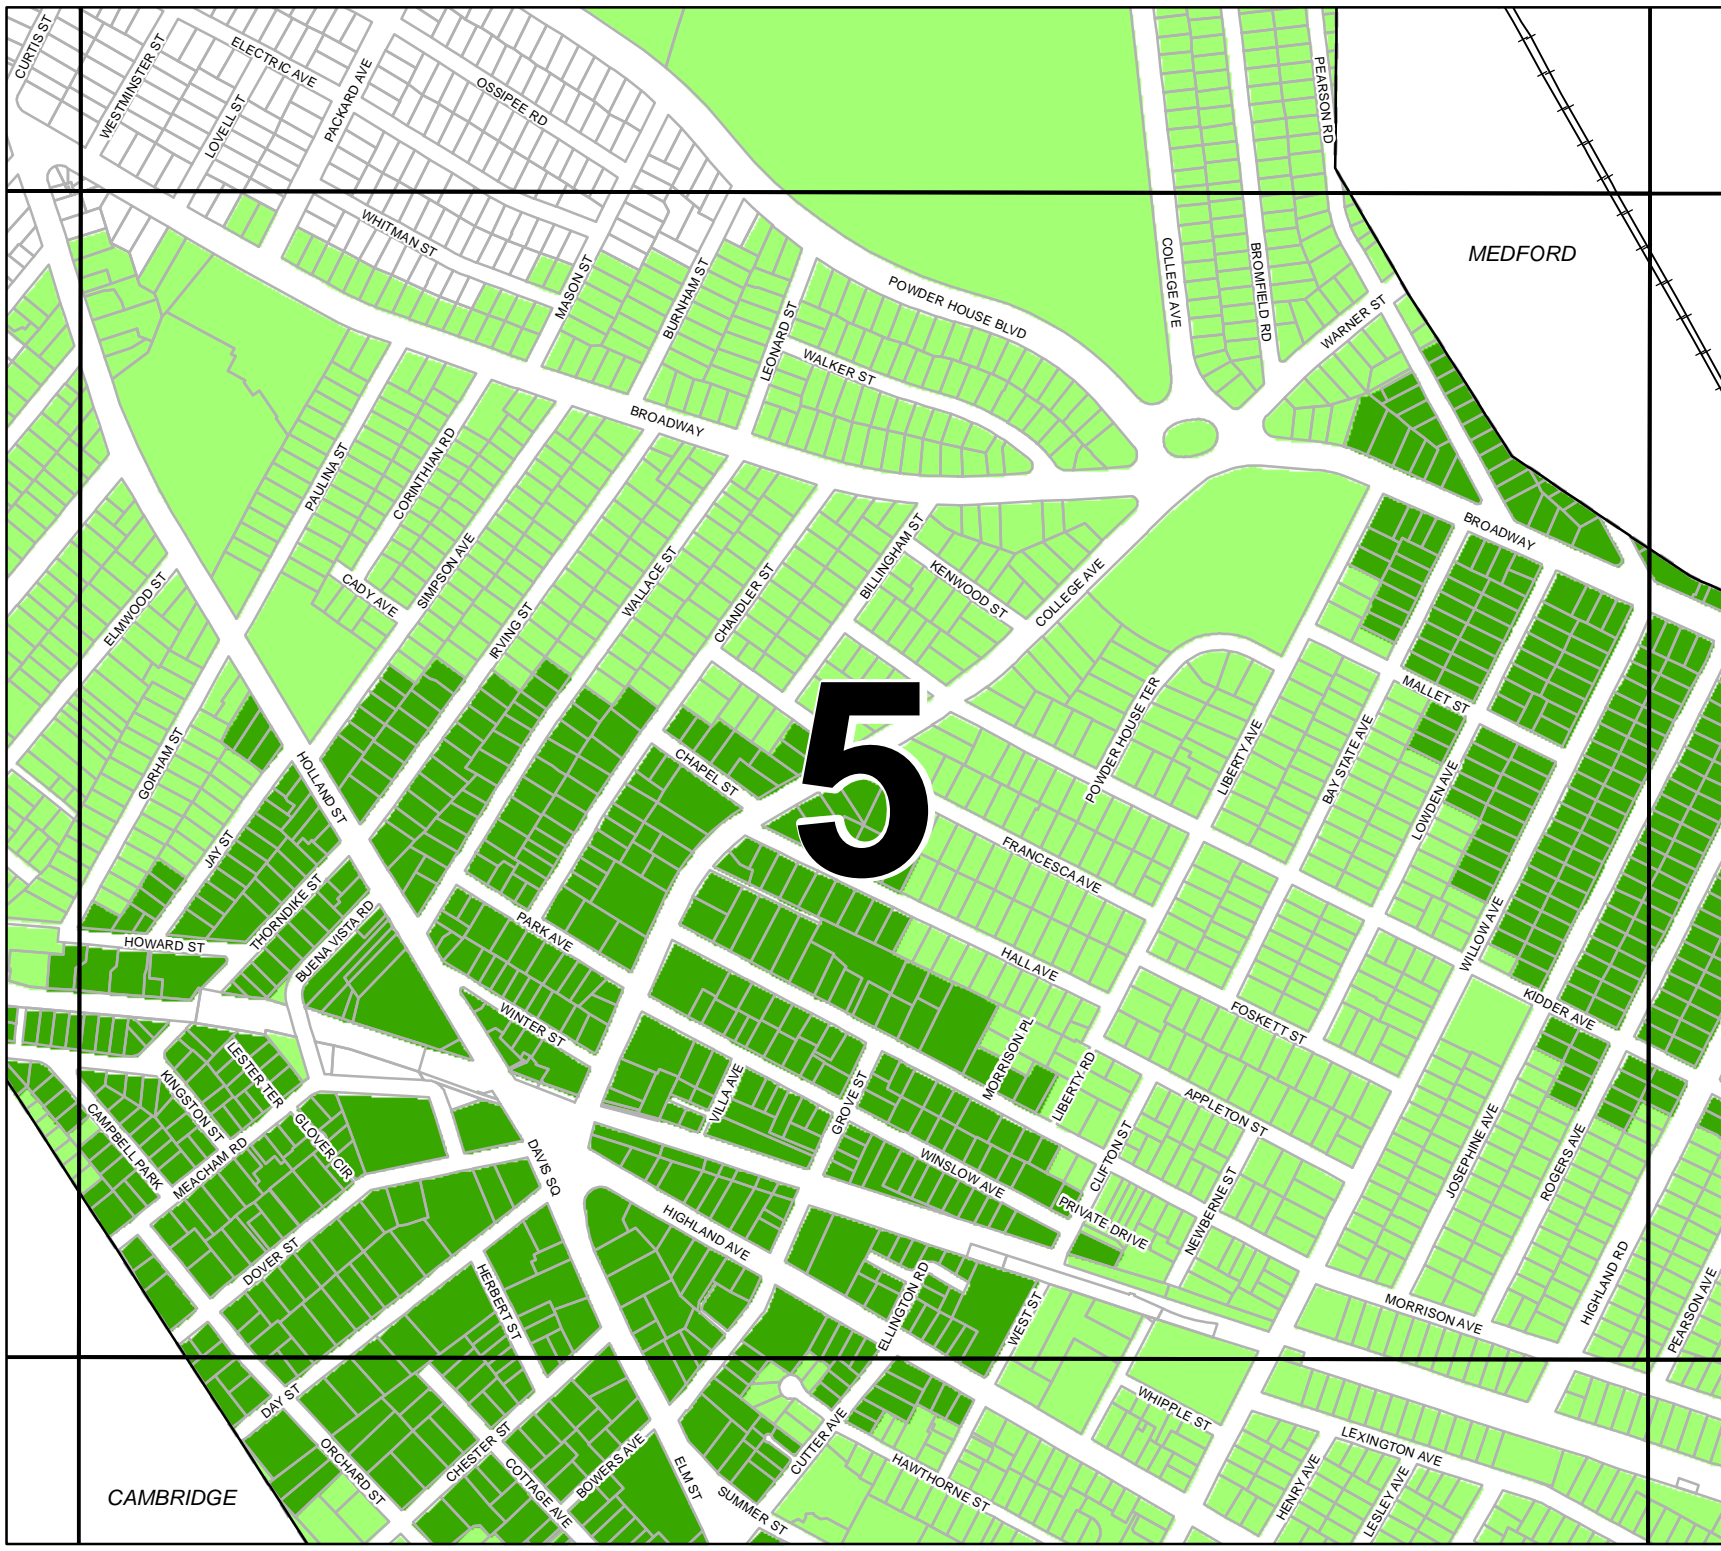 CURTIS ST
WESTMINSTER ST
ELECTRIC AVE
LOVELL ST
PACKARD AVE
OSSIPEE RD
PEARSON RD
WHITMAN ST
MASON ST
BURNHAM ST
LEONARD ST
POWDER HOUSE BLVD
WALKER ST
COLLEGE AVE
BROMFIELD RD
WARNER ST
MEDFORD
BROADWAY
PAULINA ST
CORINTHIAN RD
CADY AVE
SIMPSON AVE
IRVING ST
WALLACE ST
CHANDLER ST
BILLINGHAM ST
KENWOOD ST
COLLEGE AVE
BROADWAY
ELMWOOD ST
GORHAM ST
HOLLAND ST
JAY ST
CHAPEL ST
5
POWDER HOUSE TER
LIBERTY AVE
BAY STATE AVE
MALLET ST
LOWDEN AVE
FRANCESCA AVE
WILLOW AVE
THORNDIKE ST
HOWARD ST
BUENA VISTA RD
PARK AVE
HALL AVE
WINTER ST
FOSKETT ST
KIDDER AVE
LESTER TER
KINGSTON ST
CAMPBELL PARK
MEACHAM RD
GLOVER CIR
VILLA AVE
GROVE ST
MORRISON PL
LIBERTY RD
APPLETON ST
CLIFTON ST
WINSLOW AVE
PRIVATE DRIVE
NEWBERNE ST
JOSEPHINE AVE
ROGERS AVE
DAVIS SQ
HIGHLAND AVE
DOVER ST
HERBERT ST
ELLINGTON RD
WEST ST
MORRISON AVE
HIGHLAND RD
PEARSON AVE
DAY ST
ORCHARD ST
CHESTER ST
COTTAGE AVE
BOWERS AVE
ELM ST
SUMMER ST
CUTTER AVE
HAWTHORNE ST
WHIPPLE ST
LEXINGTON AVE
HENRY AVE
LESLEY AVE
CAMBRIDGE